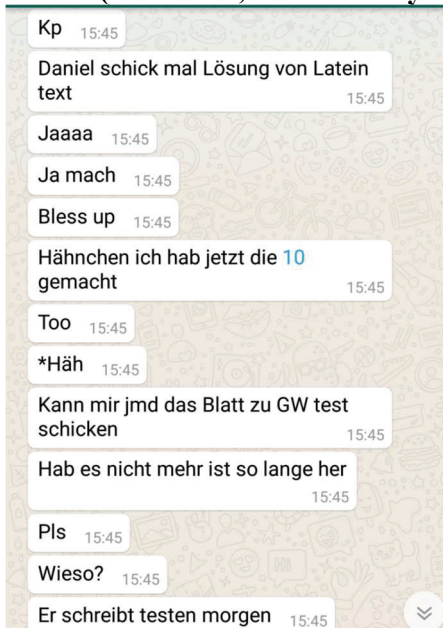 Kp 15:45
Daniel schick mal Lösung von Latein
text 15:45
Jaaaa 15:45
Ja mach 15:45
Bless up 15:45
Hähnchen ich hab jetzt die 10
gemacht 15:45
Too 15:45
*Häh 15:45
Kann mir jmd das Blatt zu GW test
schicken 15:45
Hab es nicht mehr ist so lange her
15:45
Pls 15:45
Wieso? 15:45
Er schreibt testen morgen 15:45